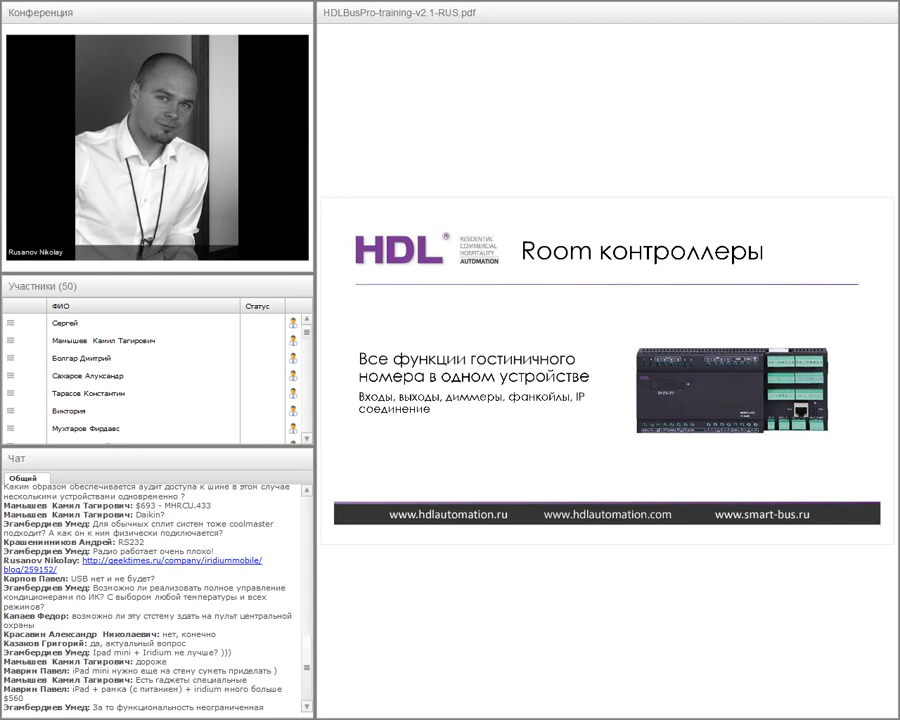 Конференция
Rusanov Nikolay
Участники (50)
ФИО Статус
Сергей
Мамышев Камил Тагирович
Болгар Дмитрий
Сахаров Алуксандр
Тарасов Константин
Виктория
Мухтаров Фирдавс
Чат
Общий
Каким образом обеспечивается аудит доступа к шине в этом случае
несколькими устройствами одновременно ?
Мамышев Камил Тагирович: $693 - MHRCU.433
Мамышев Камил Тагирович: Daikin?
Эгамбердиев Умед: Для обычных сплит систем тоже coolmaster
подходит? А как он к ним физически подключается?
Крашенинников Андрей: RS232
Эгамбердиев Умед: Радио работает очень плохо!
Rusanov Nikolay: http://geektimes.ru/company/iridiummobile/
blog/259152/
Карпов Павел: USB нет и не будет?
Эгамбердиев Умед: Возможно ли реализовать полное управление
кондиционерами по ИК? С выбором любой температуры и всех
режимов?
Капаев Федор: возможно ли эту стстему здать на пульт центральной
охраны
Красавин Александр Николаевич: нет, конечно
Казаков Григорий: да, актуальный вопрос
Эгамбердиев Умед: Ipad mini + Iridium не лучше? )))
Мамышев Камил Тагирович: дороже
Маврин Павел: iPad mini нужно еще на стену суметь приделать )
Мамышев Камил Тагирович: Есть гаджеты специальные
Маврин Павел: iPad + рамка (с питанием) + iridium много больше
$560
Эгамбердиев Умед: За то функциональность неограниченная
HDLBusPro-training-v2.1-RUS.pdf
HDL®
RESIDENTIAL
COMMERCIAL
HOSPITALITY
AUTOMATION
Room контроллеры
Все функции гостиничного
номера в одном устройстве
Входы, выходы, диммеры, фанкойлы, IP
соединение
HDL
www.hdlautomation.ru www.hdlautomation.com www.smart-bus.ru